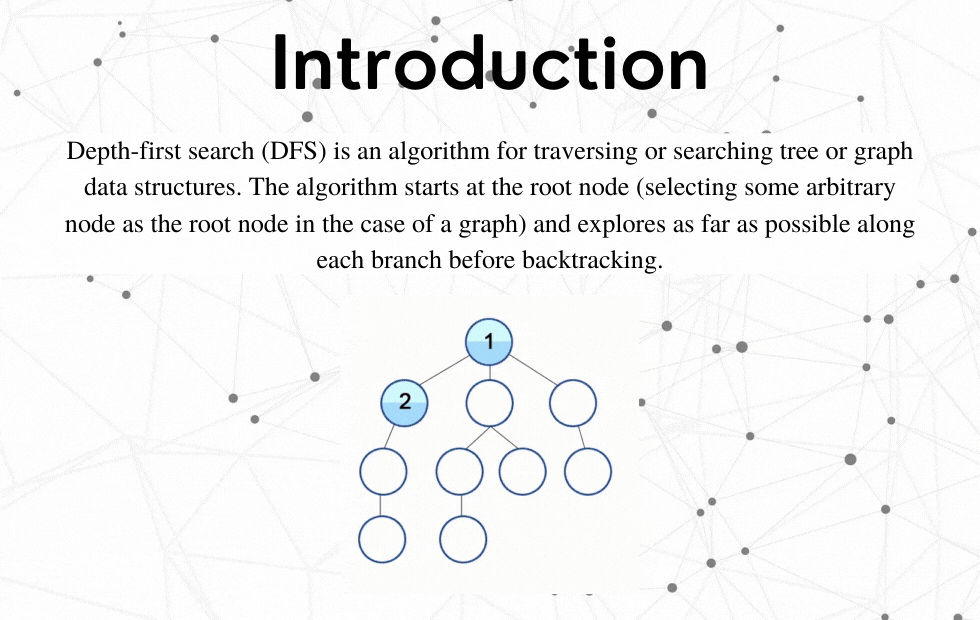 Introduction
Depth-first search (DFS) is an algorithm for traversing or searching tree or graph
data structures. The algorithm starts at the root node (selecting some arbitrary
node as the root node in the case of a graph) and explores as far as possible along
each branch before backtracking.
1
2